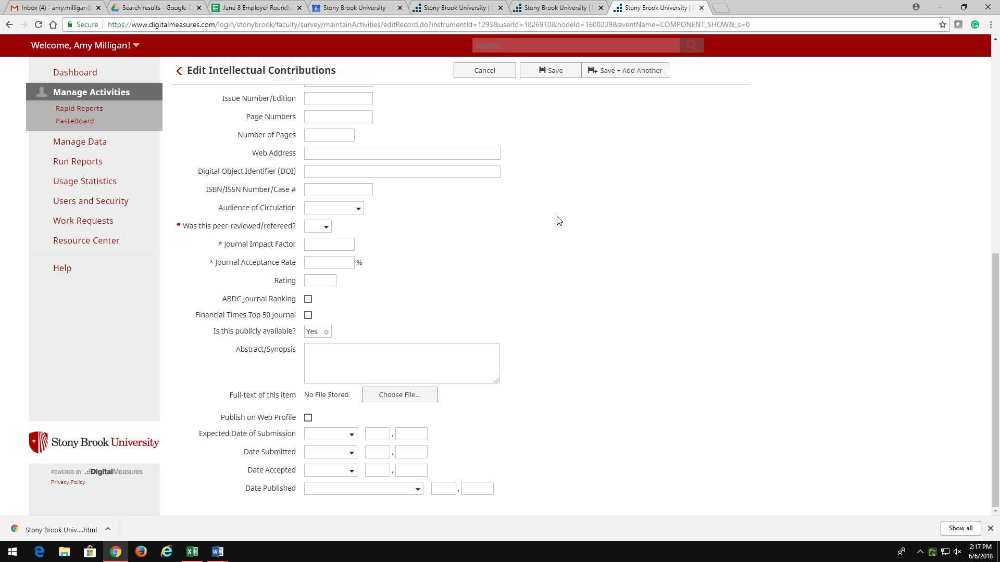 Inbox (4) - amy.milligan@
Search results - Google D
June 8 Employer Roundta
Stony Brook University -
Stony Brook University | D
Stony Brook University | D
Stony Brook University | D
Secure
https://www.digitalmeasures.com/login/stonybrook/faculty/survey/maintainActivities/editRecord.do?instrumentId=1293&userId=1826910&nodeId=1600239&eventName=COMPONENT_SHOW&_s=0
Welcome, Amy Milligan!
Search...
Dashboard
Manage Activities
Rapid Reports
PasteBoard
Manage Data
Run Reports
Usage Statistics
Users and Security
Work Requests
Resource Center
Help
Stony Brook University
POWERED BY DigitalMeasures
Privacy Policy
Country of Journal/Publisher
Edit Intellectual Contributions
Cancel
Save
Save + Add Another
Volume
Issue Number/Edition
Page Numbers
Number of Pages
Web Address
Digital Object Identifier (DOI)
ISBN/ISSN Number/Case #
Audience of Circulation
Was this peer-reviewed/refereed?
* Journal Impact Factor
* Journal Acceptance Rate %
Rating
ABDC Journal Ranking
Financial Times Top 50 Journal
Is this publicly available? Yes
Abstract/Synopsis
Full-text of this item No File Stored Choose File...
Publish on Web Profile
Expected Date of Submission ,
Date Submitted ,
Date Accepted ,
Date Published ,
Stony Brook Univ....html
Show all
2:17 PM
6/6/2018